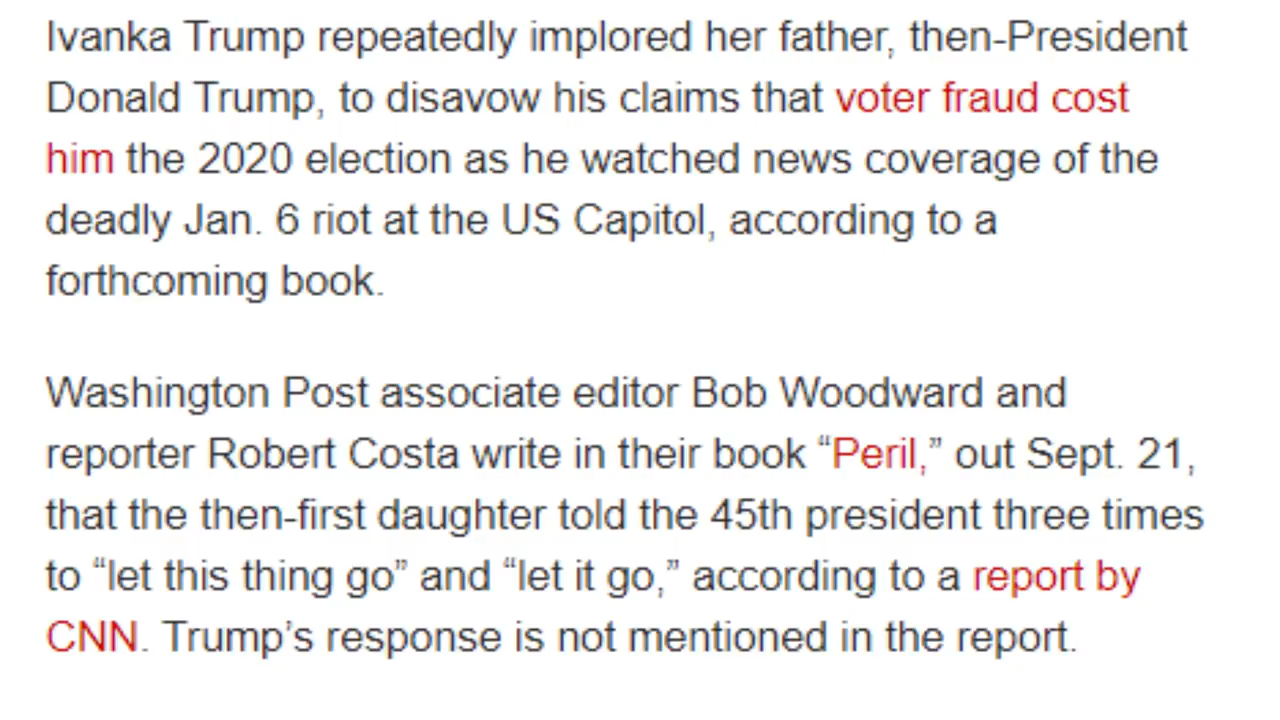 Ivanka Trump repeatedly implored her father, then-President
Donald Trump, to disavow his claims that voter fraud cost
him the 2020 election as he watched news coverage of the
deadly Jan. 6 riot at the US Capitol, according to a
forthcoming book.
Washington Post associate editor Bob Woodward and
reporter Robert Costa write in their book “Peril,” out Sept. 21,
that the then-first daughter told the 45th president three times
to “let this thing go” and “let it go,” according to a report by
CNN. Trump’s response is not mentioned in the report.